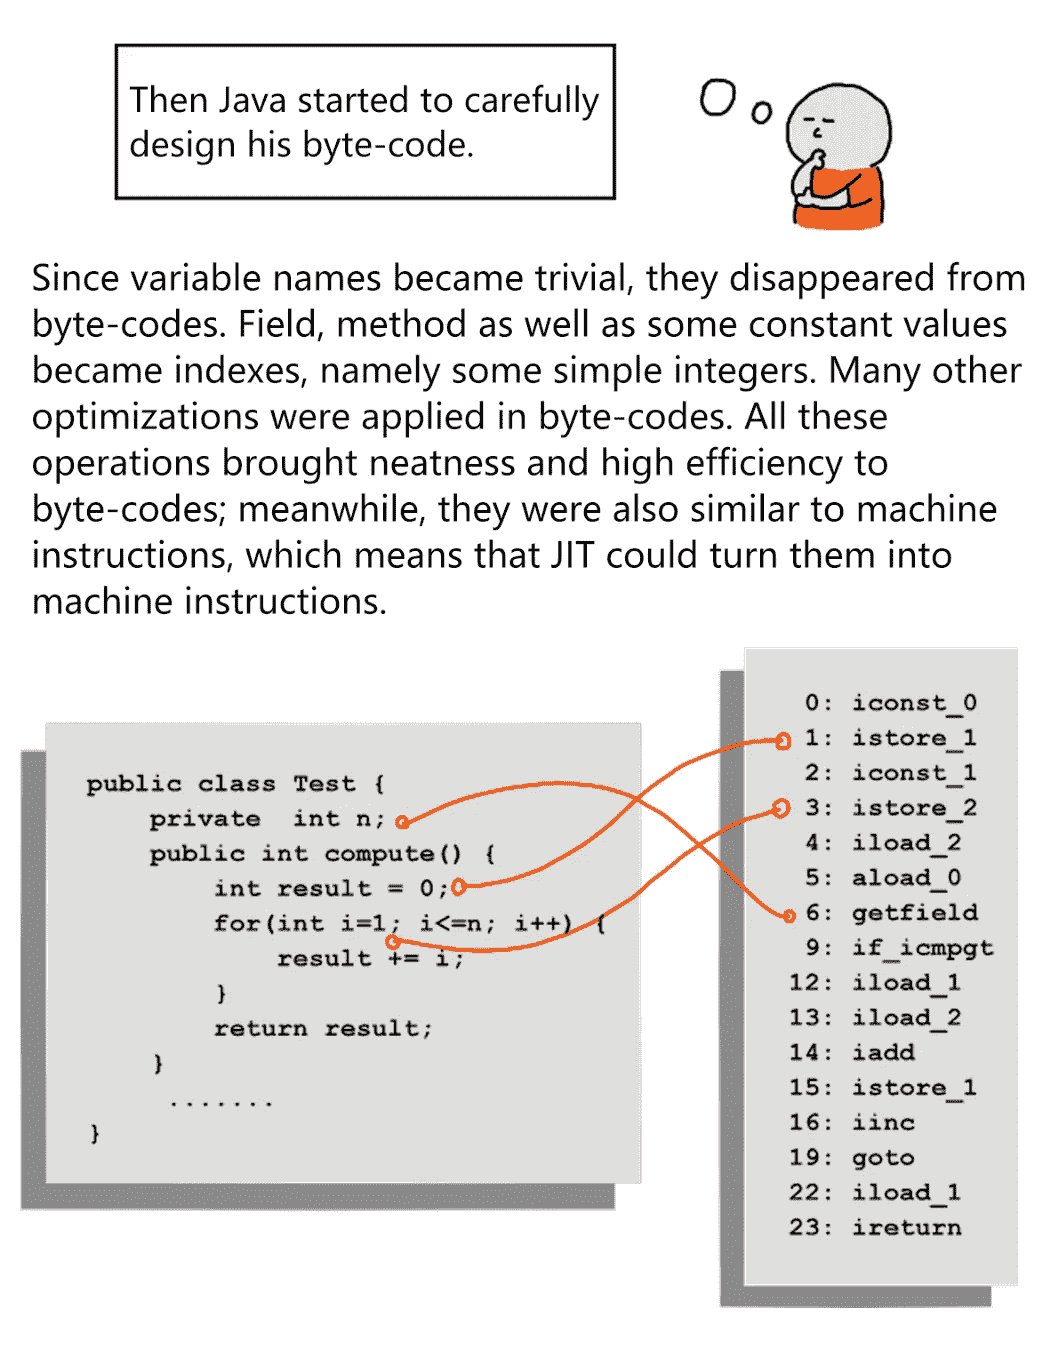 Then Java started to carefully
design his byte-code.
Since variable names became trivial, they disappeared from
byte-codes. Field, method as well as some constant values
became indexes, namely some simple integers. Many other
optimizations were applied in byte-codes. All these
operations brought neatness and high efficiency to
byte-codes; meanwhile, they were also similar to machine
instructions, which means that JIT could turn them into
machine instructions.
public class Test {
private int n;
public int compute() {
int result = 0;
for(int i=1; i<=n; i++) {
result += i;
}
return result;
}
.......
}
0: iconst_0
1: istore_1
2: iconst_1
3: istore_2
4: iload_2
5: aload_0
6: getfield
9: if_icmpgt
12: iload_1
13: iload_2
14: iadd
15: istore_1
16: iinc
19: goto
22: iload_1
23: ireturn